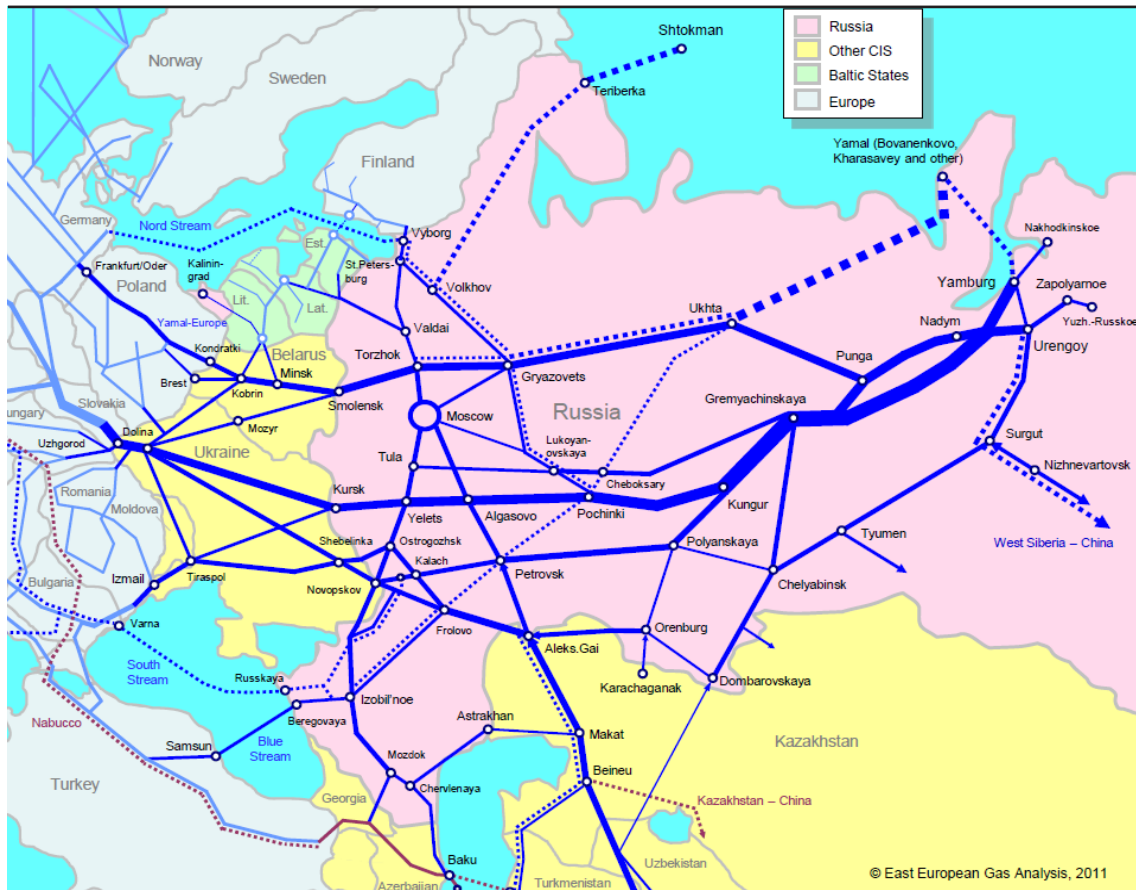 Russia
Other CIS
Baltic States
Europe
Norway
Sweden
Finland
Shtokman
Teriberka
Yamal (Bovanenkovo,
Kharasavey and other)
Nakhodkinskoe
Yamburg
Zapolyarnoe
Yuzh.-Russkoe
Urengoy
Nadym
Punga
Ukhta
Germany
Nord Stream
Est.
Vyborg
Frankfurt/Oder
Kalinin-
grad
St.Peters-
burg
Volkhov
Poland
Lit.
Lat.
Valdai
Yamal-Europe
Belarus
Torzhok
Kondratki
Minsk
Brest
Kobrin
Smolensk
Gryazovets
Gremyachinskaya
Russia
Moscow
Slovakia
Mozyr
Lukoyan-
ovskaya
Surgut
ungary
Uzhgorod
Dolina
Ukraine
Tula
Cheboksary
Nizhnevartovsk
Romania
Kursk
Kungur
Moldova
Yelets
Algasovo
Pochinki
Tyumen
West Siberia – China
Shebelinka
Ostrogozhsk
Polyanskaya
Kalach
Izmail
Tiraspol
Novopskov
Petrovsk
Chelyabinsk
Bulgaria
Varna
Frolovo
Orenburg
Aleks.Gai
South
Stream
Russkaya
Karachaganak
Dombarovskaya
Izobil'noe
Nabucco
Beregovaya
Astrakhan
Makat
Kazakhstan
Samsun
Blue
Stream
Mozdok
Beineu
Turkey
Chervlenaya
Georgia
Kazakhstan – China
Baku
Uzbekistan
Azerbaijan
Turkmenistan
© East European Gas Analysis, 2011